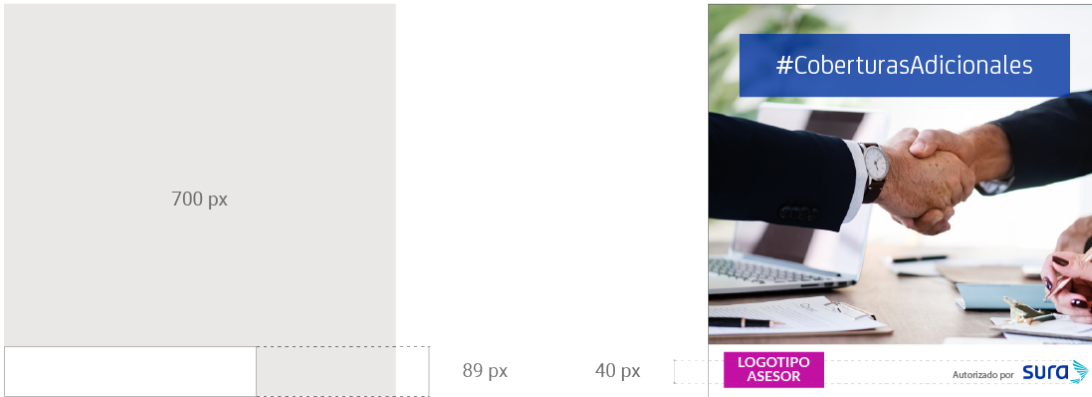 #CoberturasAdicionales
700 px
89 px
40 px
LOGOTIPO
ASESOR
Autorizado por sura